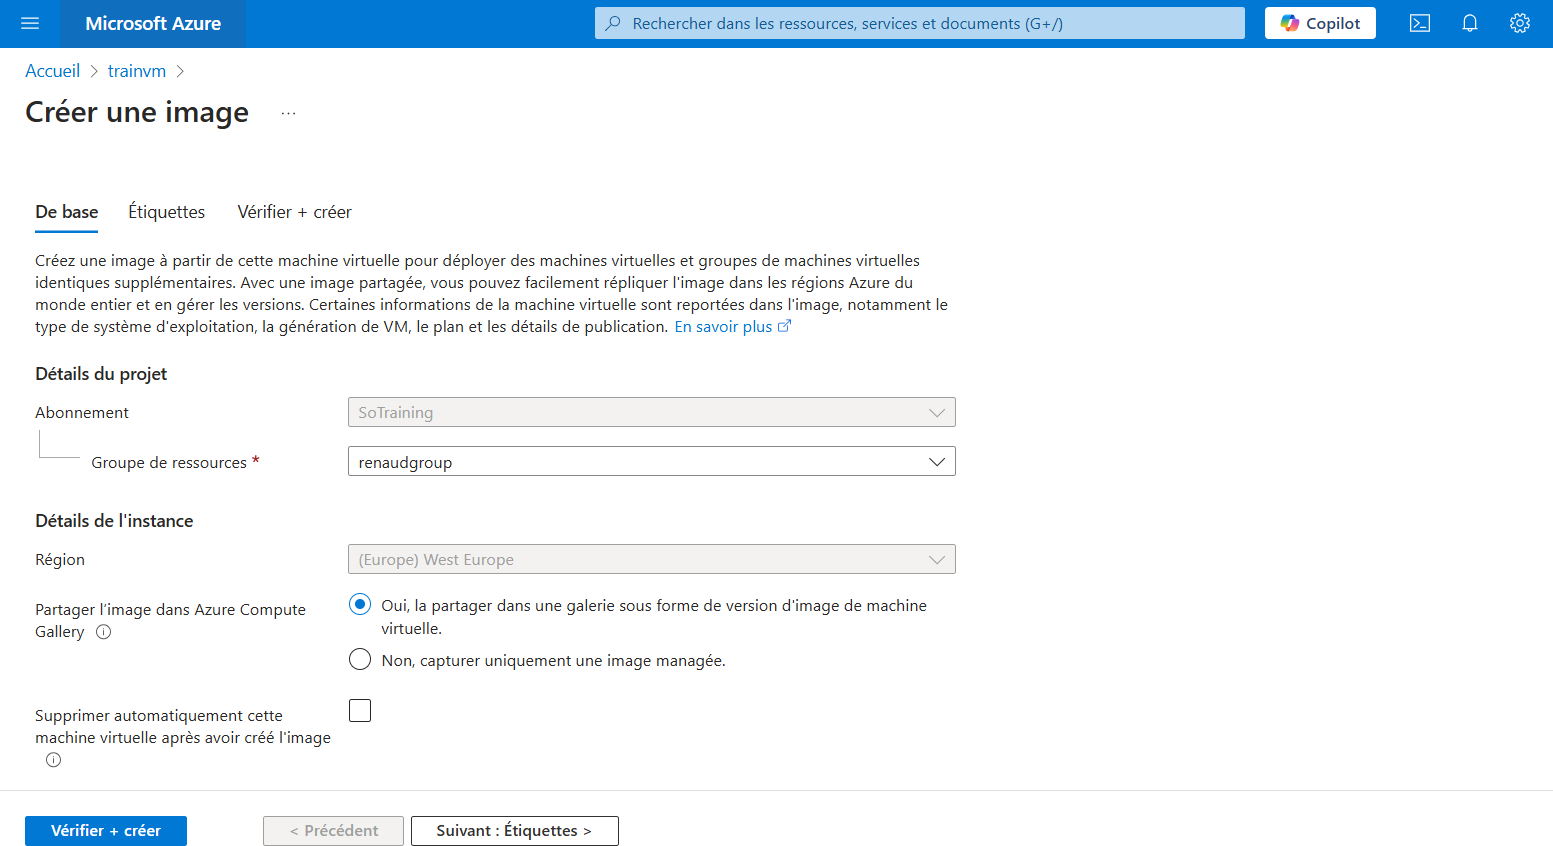 Microsoft Azure
Rechercher dans les ressources, services et documents (G+/)
Copilot
Accueil > trainvm >
Créer une image ...
De base
Étiquettes
Vérifier + créer
Créez une image à partir de cette machine virtuelle pour déployer des machines virtuelles et groupes de machines virtuelles
identiques supplémentaires. Avec une image partagée, vous pouvez facilement répliquer l'image dans les régions Azure du
monde entier et en gérer les versions. Certaines informations de la machine virtuelle sont reportées dans l'image, notamment le
type de système d'exploitation, la génération de VM, le plan et les détails de publication. En savoir plus
Détails du projet
Abonnement
SoTraining
Groupe de ressources *
renaudgroup
Détails de l'instance
Région
(Europe) West Europe
Partager l’image dans Azure Compute
Gallery
Oui, la partager dans une galerie sous forme de version d'image de machine
virtuelle.
Non, capturer uniquement une image managée.
Supprimer automatiquement cette
machine virtuelle après avoir créé l'image
Vérifier + créer
< Précédent
Suivant : Étiquettes >